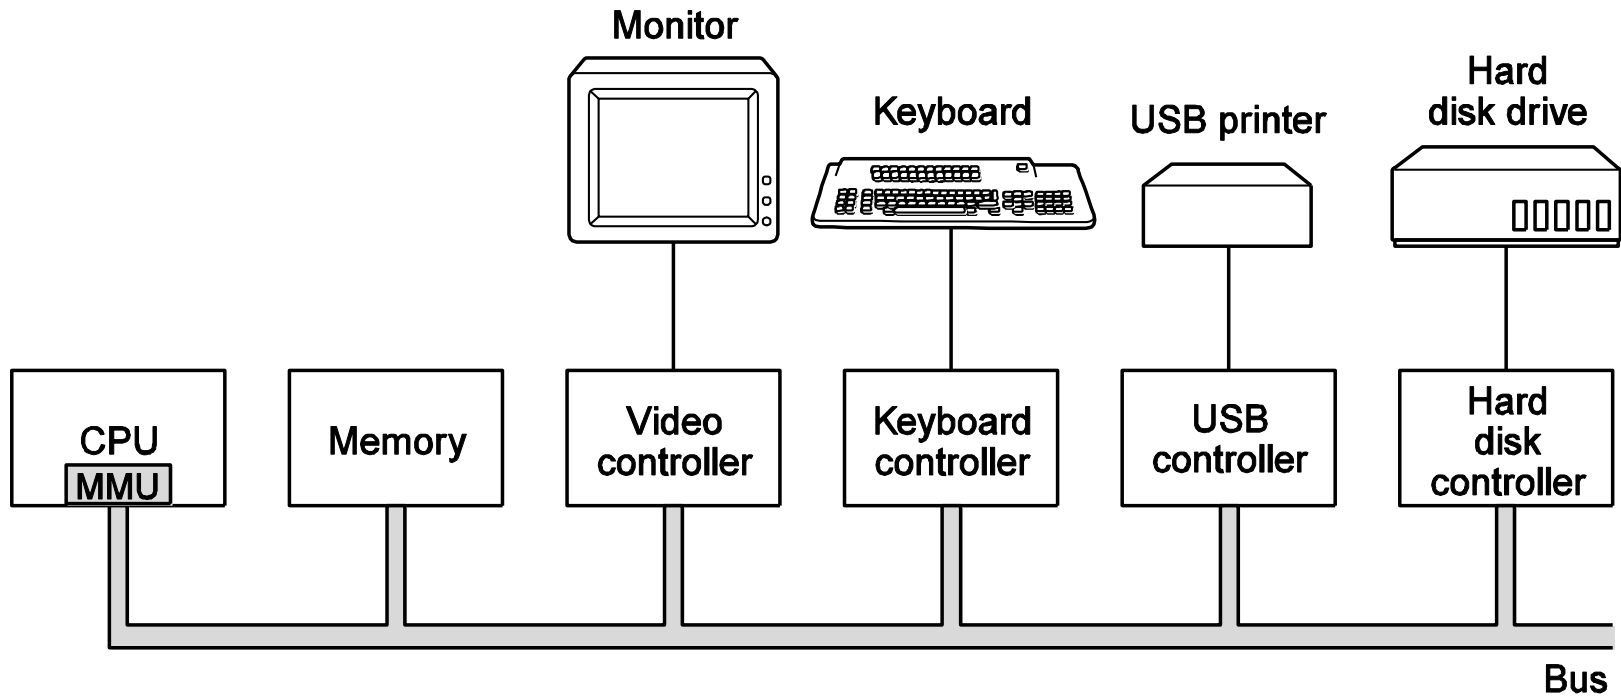 Monitor
Keyboard
USB printer
Hard
disk drive
CPU
MMU
Memory
Video
controller
Keyboard
controller
USB
controller
Hard
disk
controller
Bus